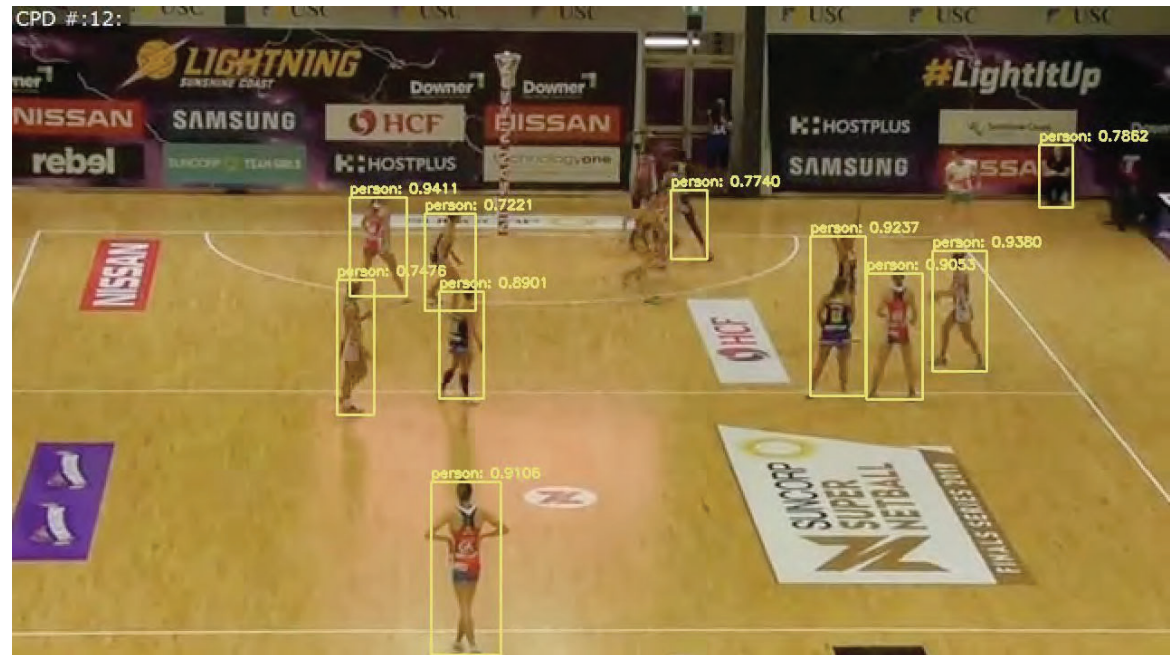 CPD #:12:
USC
USC
USC
USC
LIGHTNING
SUNSHINE COAST
Downer
Downer
#LightItUp
NISSAN
SAMSUNG
HCF
NISSAN
HOSTPLUS
rebel
SUNCORP TEAM GIRLS
HOSTPLUS
technologyone
SAMSUNG
person: 0.7862
person: 0.9411
person: 0.7221
person: 0.7740
person: 0.9237
person: 0.9380
person: 0.7476
person: 0.8901
person: 0.9053
NISSAN
HCF
person: 0.9106
SUNCORP
SUPER
NETBALL
FINALS SERIES 2019